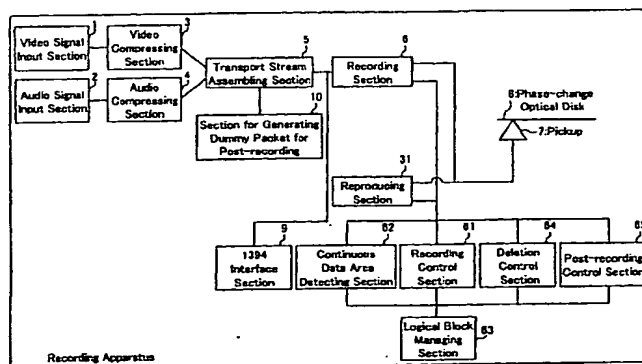 1
3
Video Signal
Input Section
Video
Compressing
Section
5
6
Transport Stream
Assembling Section
Recording
Section
2
4
Audio Signal
Input Section
Audio
Compressing
Section
10
8:Phase-change
Optical Disk
7:Pickup
Section for Generating
Dummy Packet for
Post-recording
31
Reproducing
Section
9
62
61
64
65
1394
Interface
Section
Continuous
Data Area
Detecting Section
Recording
Control
Section
Deletion
Control
Section
Post-recording
Control Section
Logical Block
Managing
Section
63
Recording Apparatus